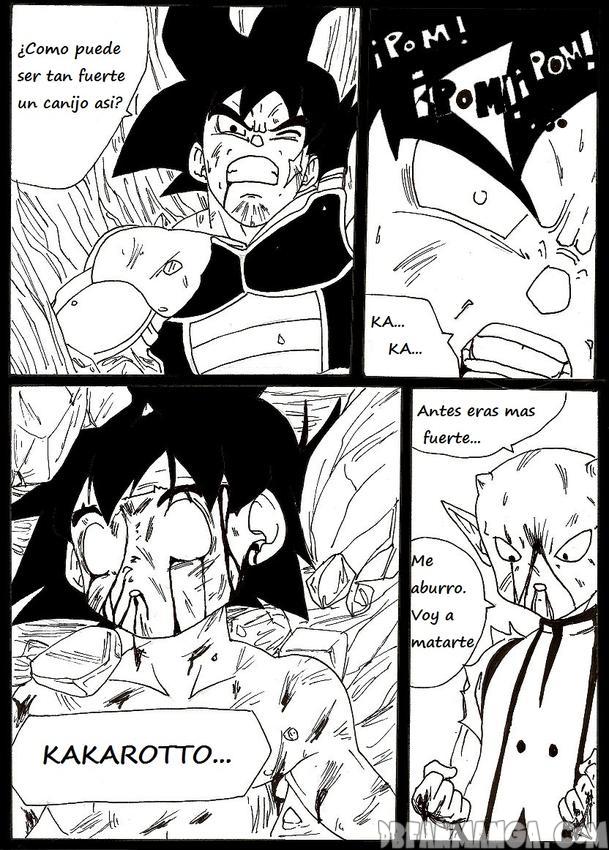 ¿Como puede
ser tan fuerte
un canijo asi?
¡POM!
¡POM!
¡¡POM!
...
KA...
KA...
KAKAROTTO...
Antes eras mas
fuerte...
Me
aburro.
Voy a
matarte
DBFANMANGA.COM